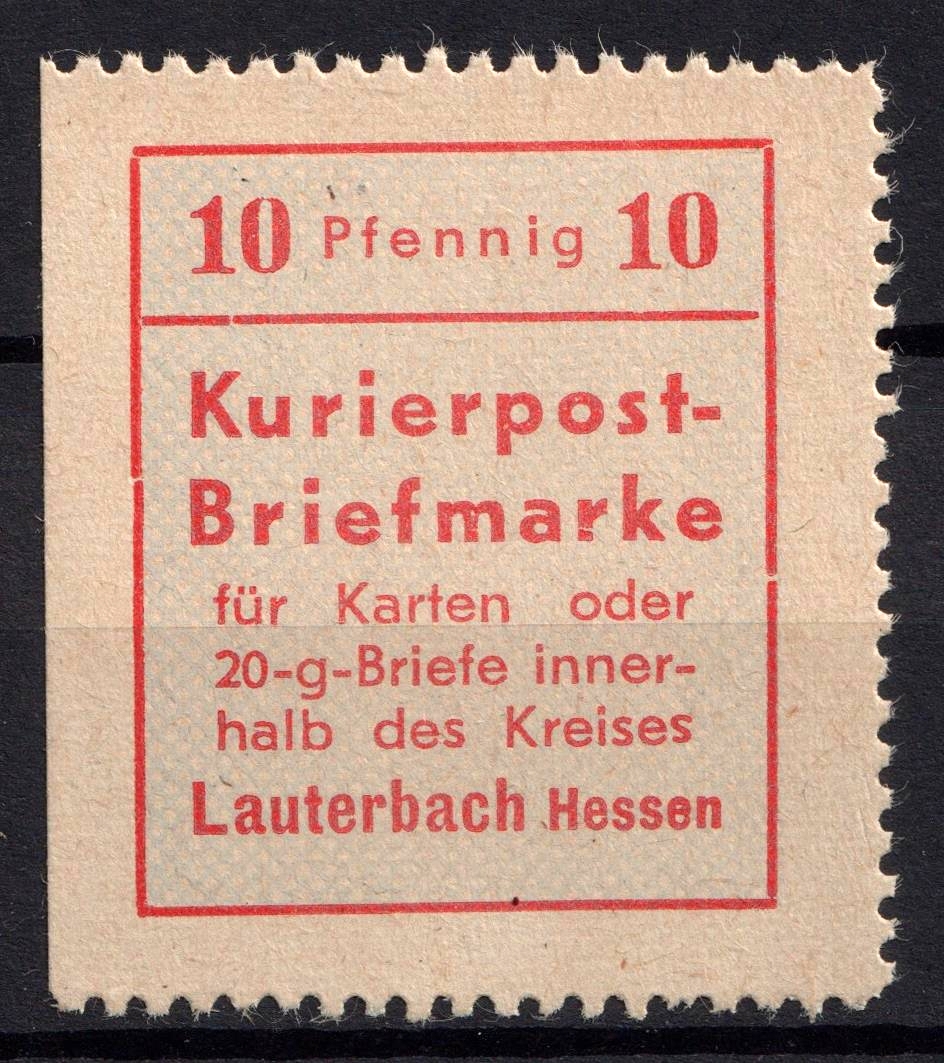 10 Pfennig 10
Kurierpost-
Briefmarke
für Karten oder
20-g-Briefe inner-
halb des Kreises
Lauterbach Hessen